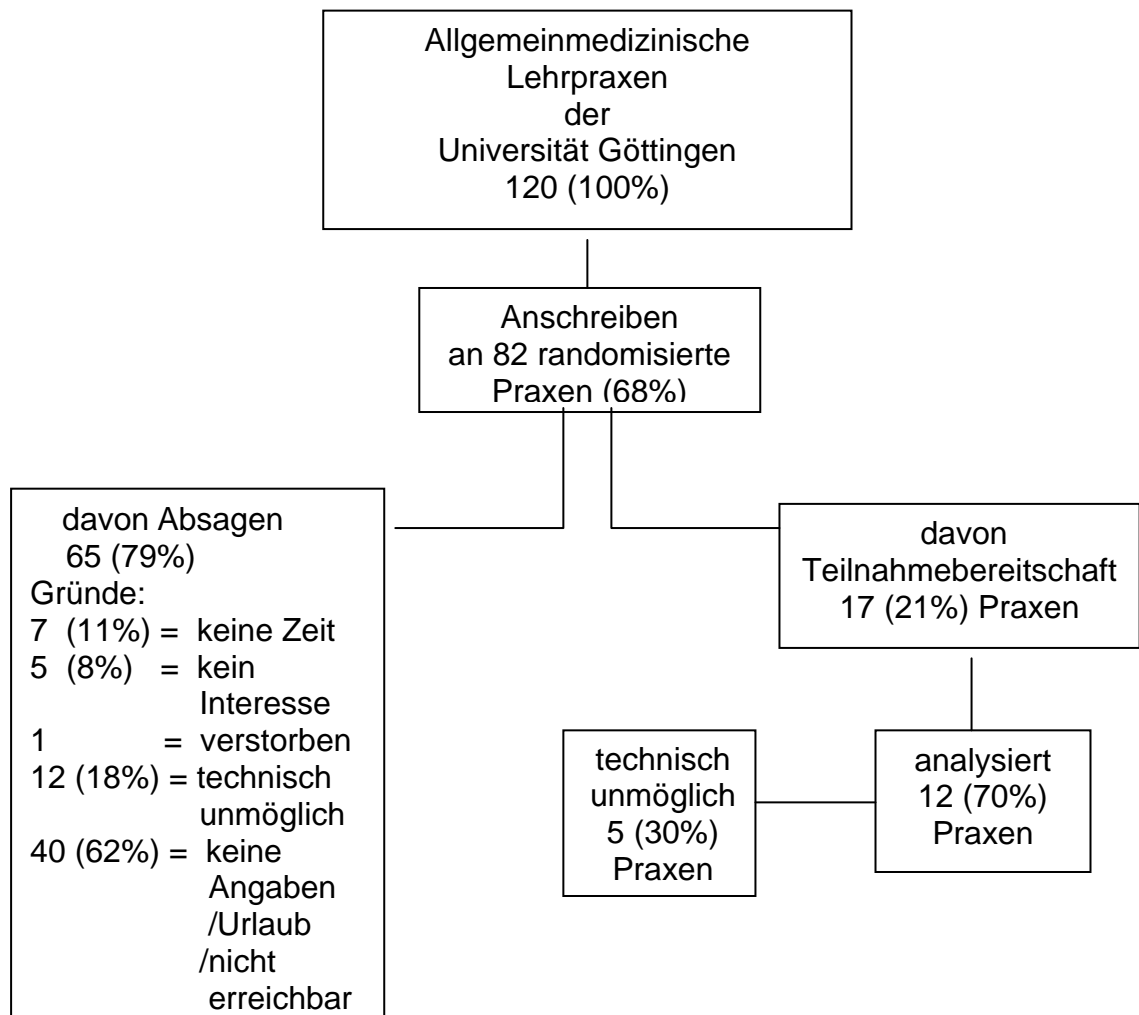 Allgemeinmedizinische
Lehrpraxen
der
Universität Göttingen
120 (100%)
Anschreiben
an 82 randomisierte
Praxen (68%)
davon Absagen
65 (79%)
Gründe:
7 (11%) = keine Zeit
5 (8%) = kein
Interesse
1 = verstorben
12 (18%) = technisch
unmöglich
40 (62%) = keine
Angaben
/Urlaub
/nicht
erreichbar
davon
Teilnahmebereitschaft
17 (21%) Praxen
technisch
unmöglich
5 (30%)
Praxen
analysiert
12 (70%)
Praxen